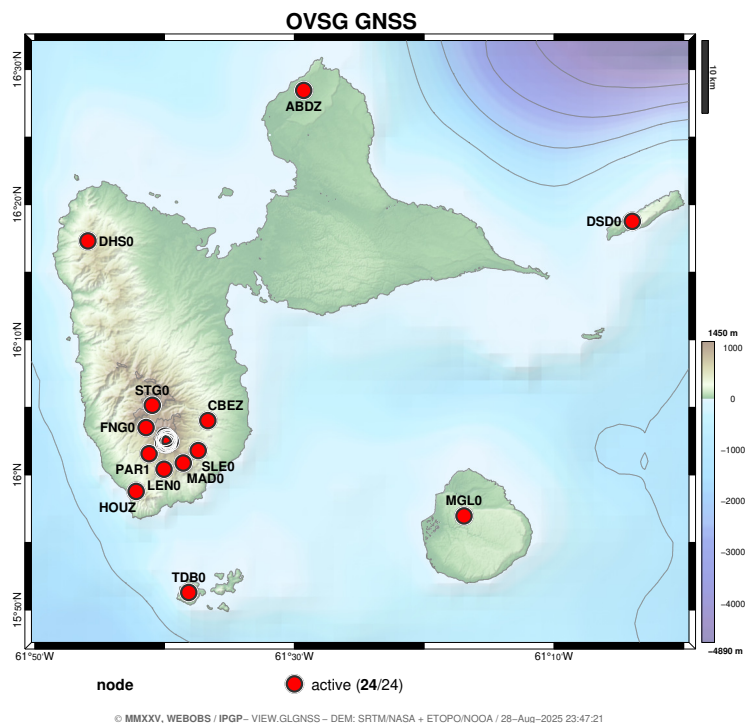 OVSG GNSS
16°30'N
10 km
ABDZ
16°20'N
DSD0
DHS0
16°10'N
1450 m
1000
0
STG0
CBEZ
FNG0
PAR1
SLE0
16°N
LEN0
MAD0
HOUZ
MGL0
-1000
-2000
-3000
TDB0
-4000
15°50'N
-4890 m
61°50'W
61°30'W
61°10'W
node
active (24/24)
© MMXXV, WEBOBS / IPGP– VIEW.GLGNSS – DEM: SRTM/NASA + ETOPO/NOOA / 28–Aug–2025 23:47:21